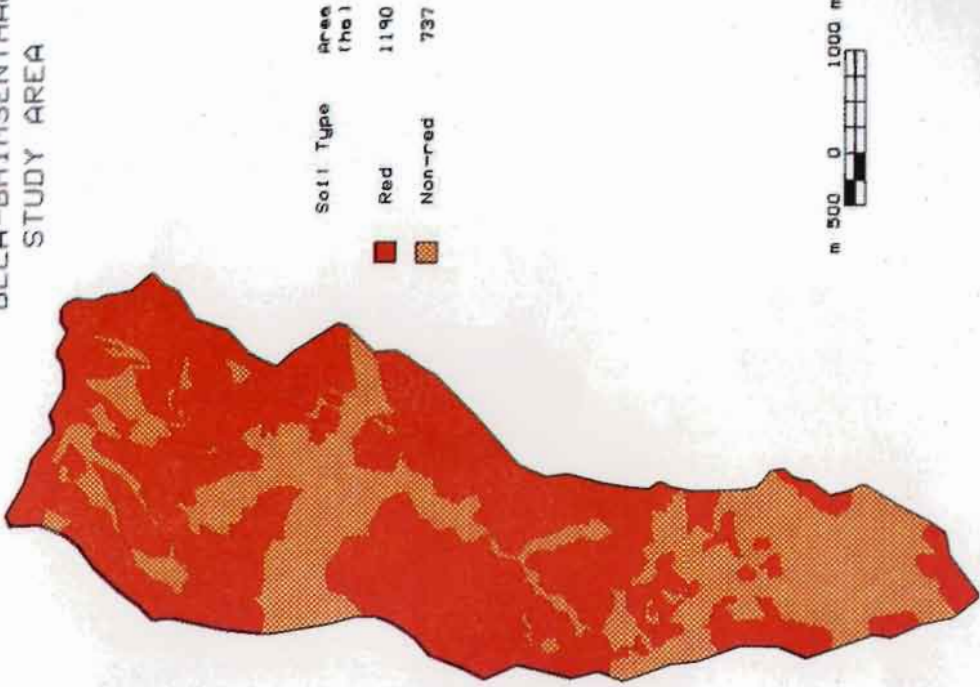 STUDY AREA
Soil Type Area (ha)
Red 1190
Non-red 737
m 500 0 1000 m